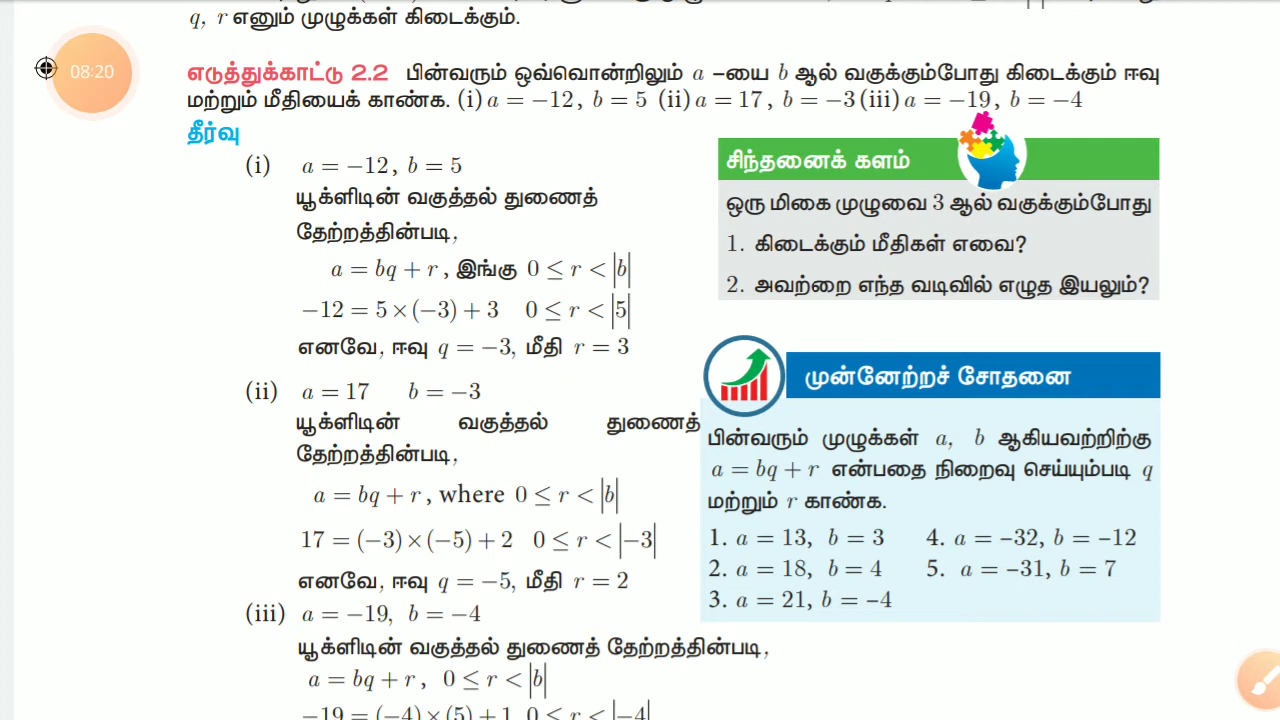 q, r எனும் முழுக்கள் கிடைக்கும்.
08:20
எடுத்துக்காட்டு 2.2 பின்வரும் ஒவ்வொன்றிலும் a –யை b ஆல் வகுக்கும்போது கிடைக்கும் ஈவு
மற்றும் மீதியைக் காண்க. (i) a = −12, b = 5 (ii) a = 17, b = −3 (iii) a = −19, b = −4
தீர்வு
(i) a = −12, b = 5
யூக்ளிடின் வகுத்தல் துணைத்
தேற்றத்தின்படி,
a = bq + r, இங்கு 0 ≤ r < |b|
−12 = 5 × (−3) + 3 0 ≤ r < |5|
எனவே, ஈவு q = −3, மீதி r = 3
(ii) a = 17 b = −3
யூக்ளிடின் வகுத்தல் துணைத்
தேற்றத்தின்படி,
a = bq + r, where 0 ≤ r < |b|
17 = (−3) × (−5) + 2 0 ≤ r < |−3|
எனவே, ஈவு q = −5, மீதி r = 2
(iii) a = −19, b = −4
யூக்ளிடின் வகுத்தல் துணைத் தேற்றத்தின்படி,
a = bq + r, 0 ≤ r < |b|
−19 = (−4) × (5) + 1 0 ≤ r < |−4|
சிந்தனைக் களம்
ஒரு மிகை முழுவை 3 ஆல் வகுக்கும்போது
1. கிடைக்கும் மீதிகள் எவை?
2. அவற்றை எந்த வடிவில் எழுத இயலும்?
முன்னேற்றச் சோதனை
பின்வரும் முழுக்கள் a, b ஆகியவற்றிற்கு
a = bq + r என்பதை நிறைவு செய்யும்படி q
மற்றும் r காண்க.
1. a = 13, b = 3 4. a = –32, b = –12
2. a = 18, b = 4 5. a = –31, b = 7
3. a = 21, b = –4